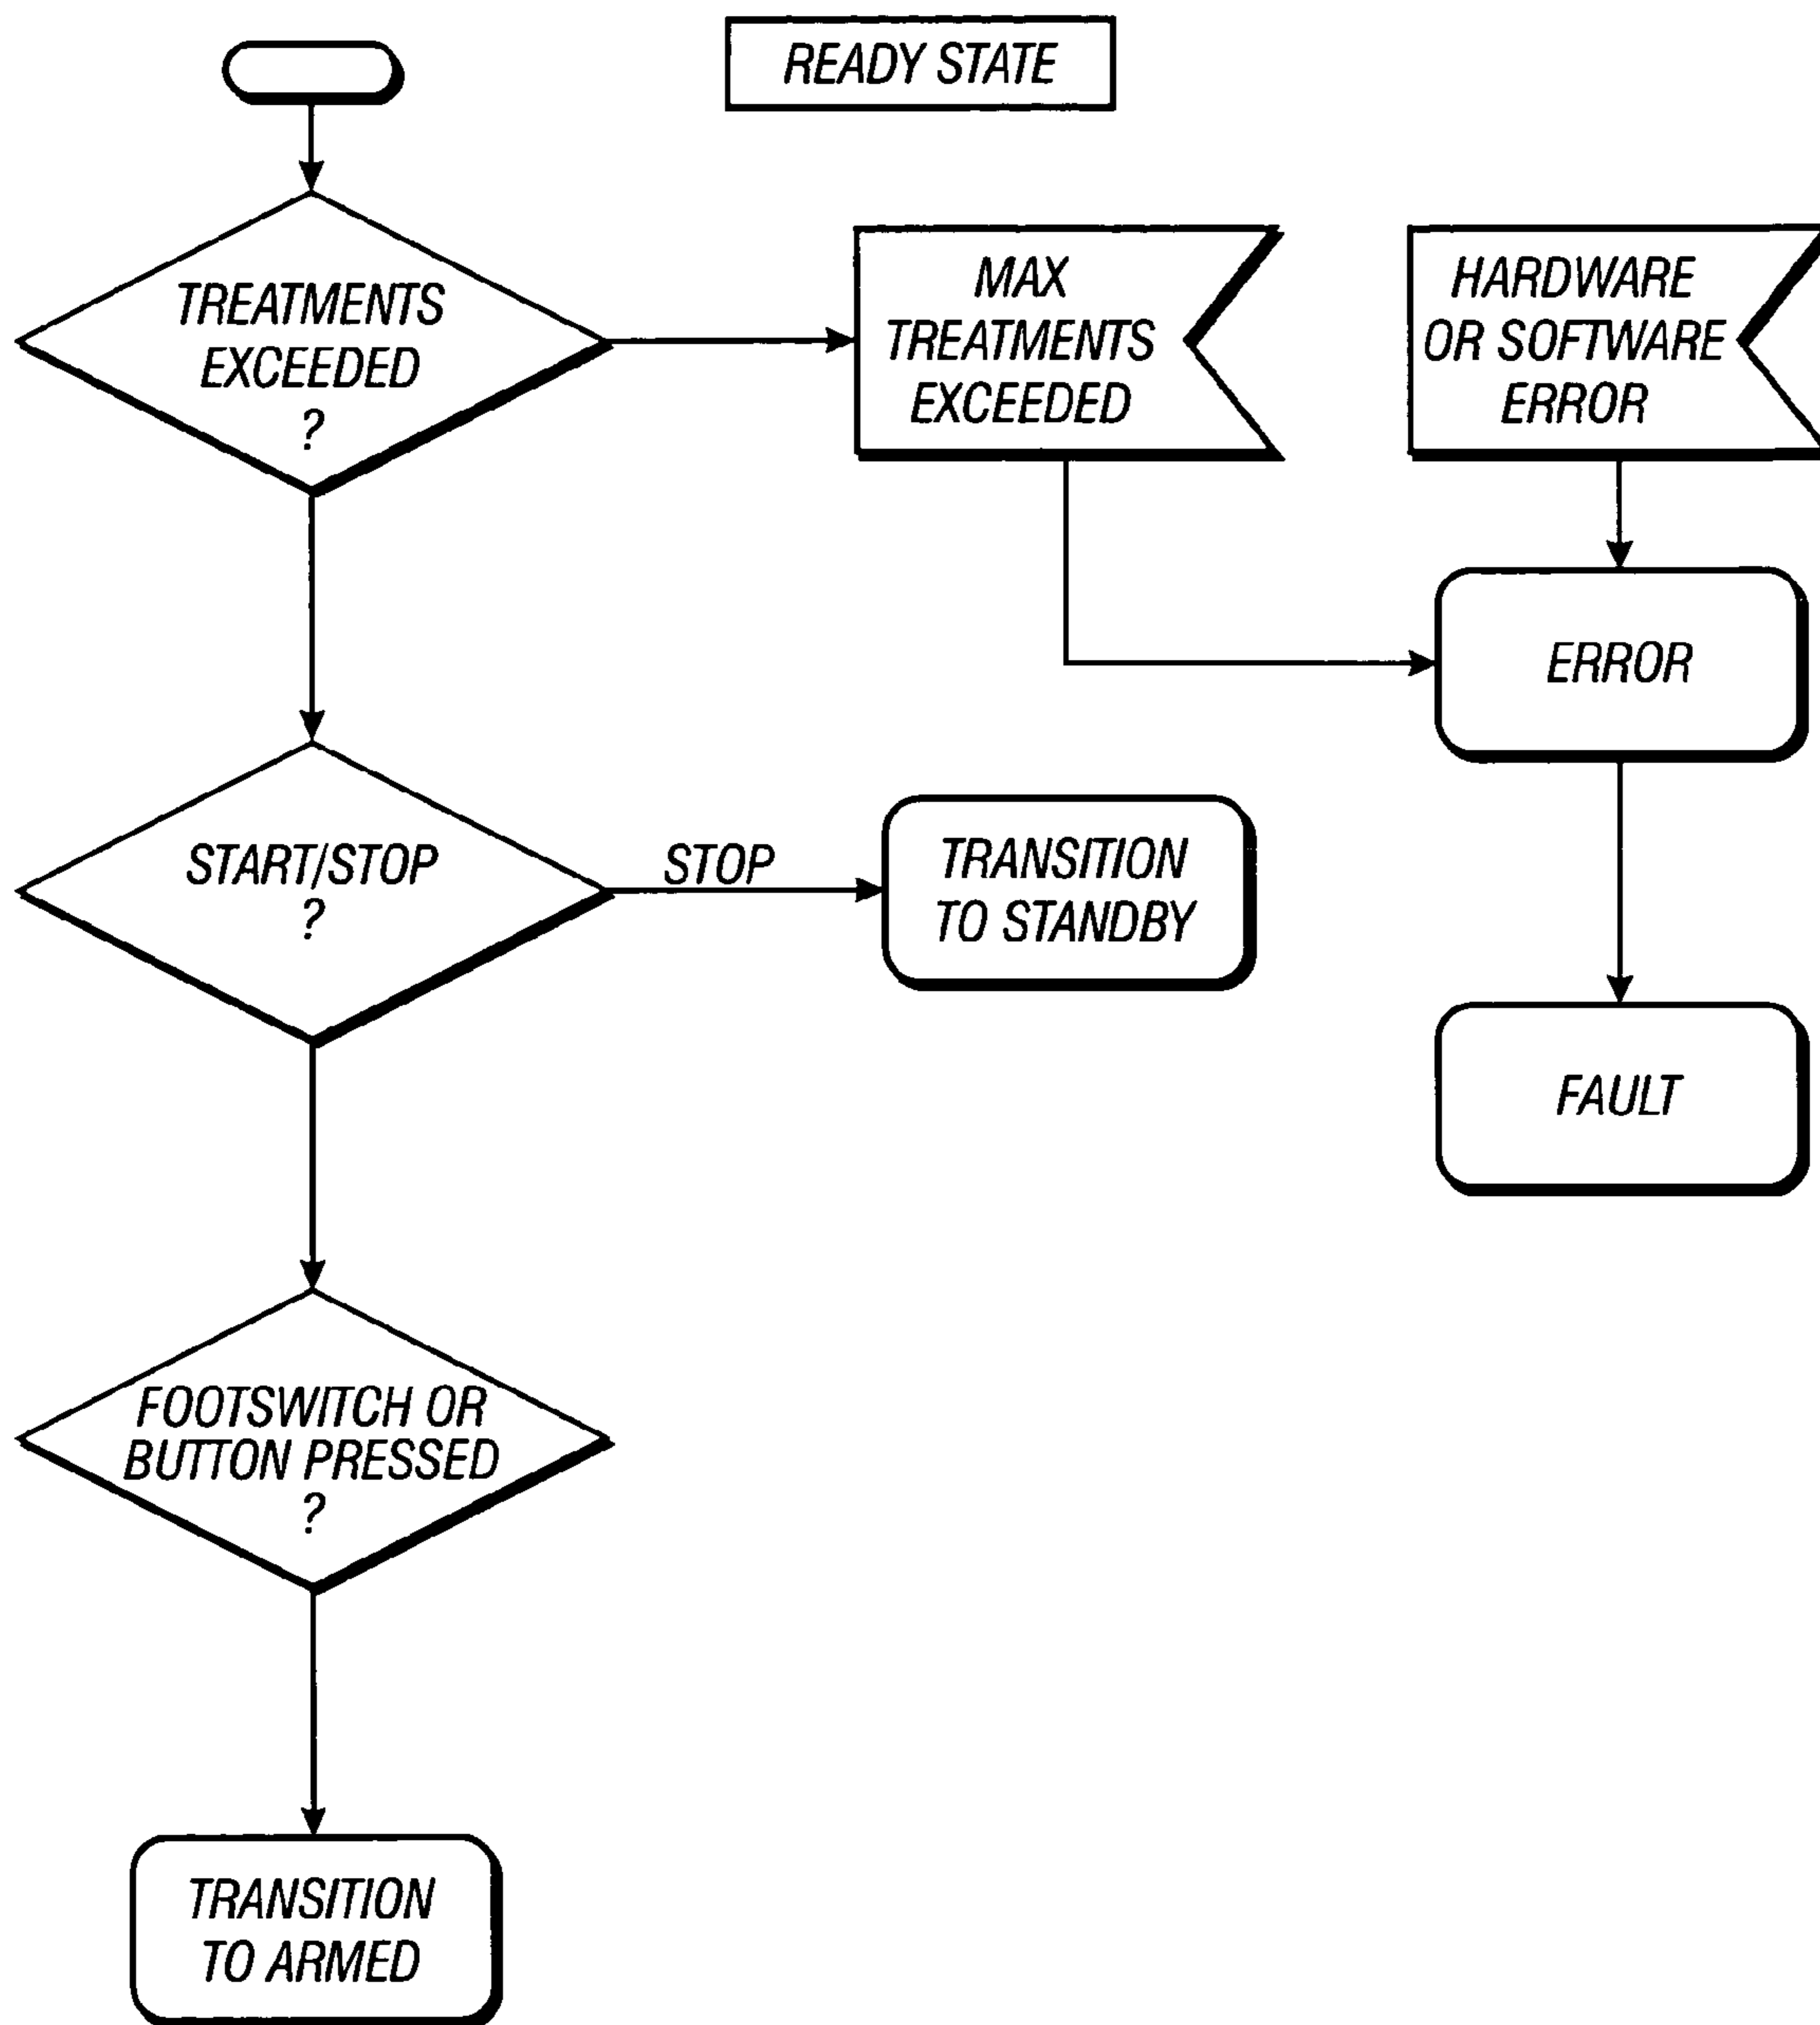 READY STATE
TREATMENTS
EXCEEDED
?
MAX
TREATMENTS
EXCEEDED
HARDWARE
OR SOFTWARE
ERROR
ERROR
START/STOP
?
STOP
TRANSITION
TO STANDBY
FAULT
FOOTSWITCH OR
BUTTON PRESSED
?
TRANSITION
TO ARMED